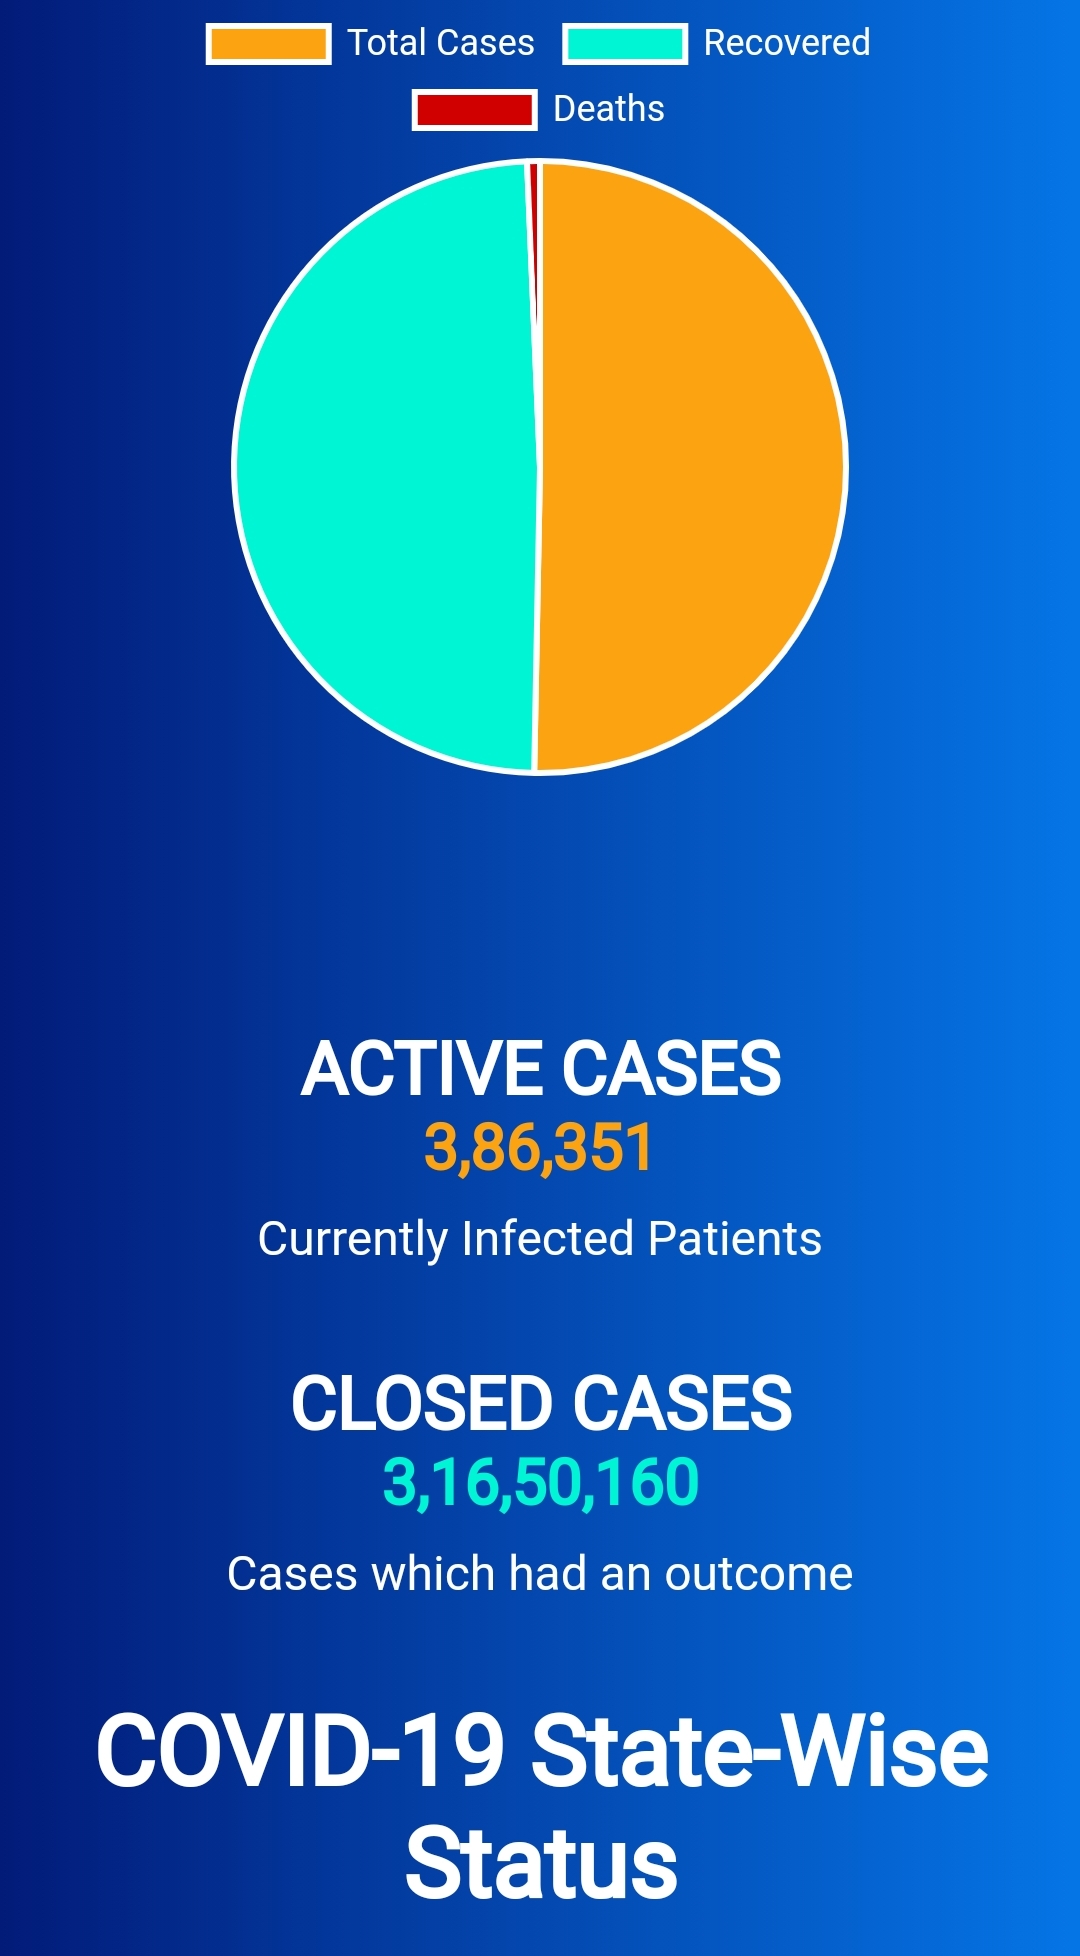 Total Cases Recovered
Deaths
ACTIVE CASES
3,86,351
Currently Infected Patients
CLOSED CASES
3,16,50,160
Cases which had an outcome
COVID-19 State-Wise
Status